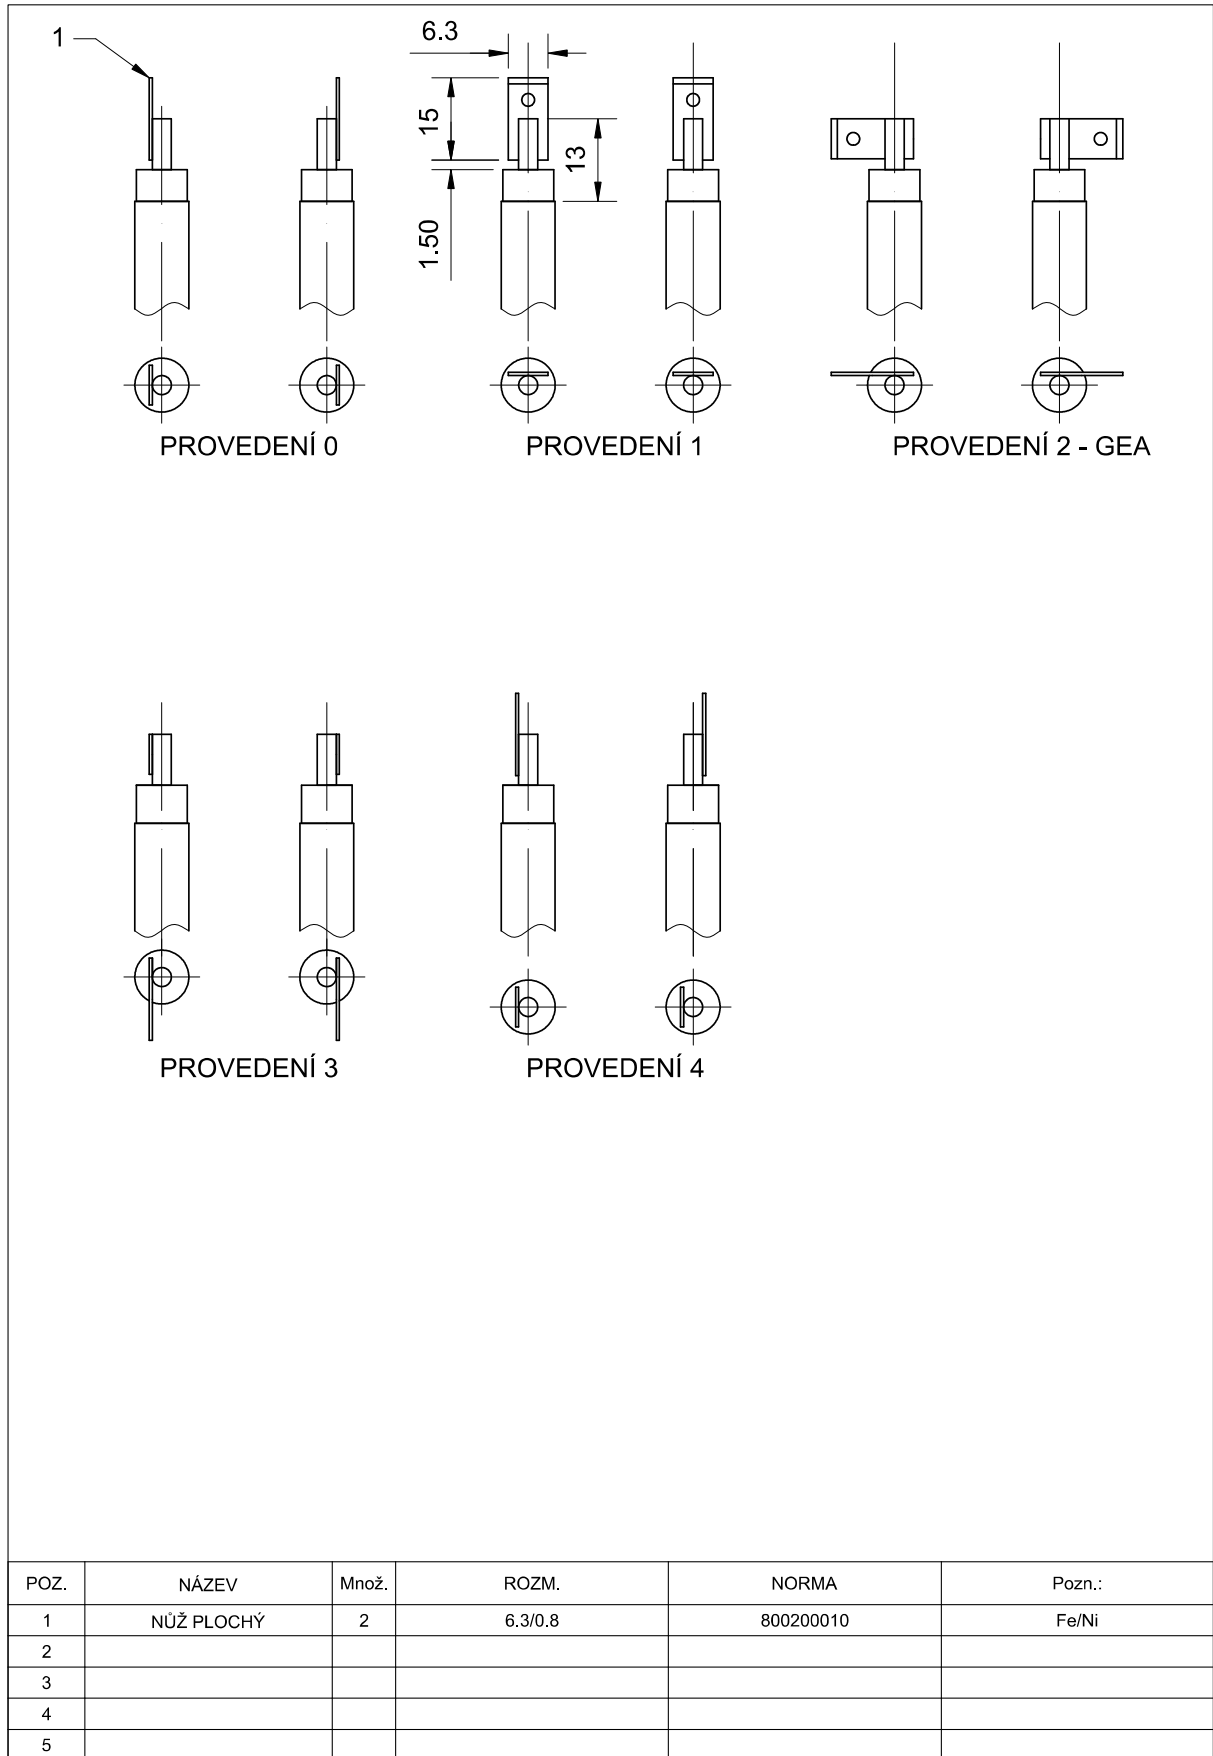 1
6.3
15
13
1.50
PROVEDENÍ 0
PROVEDENÍ 1
PROVEDENÍ 2 - GEA
PROVEDENÍ 3
PROVEDENÍ 4
POZ. NÁZEV Množ. ROZM. NORMA Pozn.:
1 NŮŽ PLOCHÝ 2 6.3/0.8 800200010 Fe/Ni
2
3
4
5